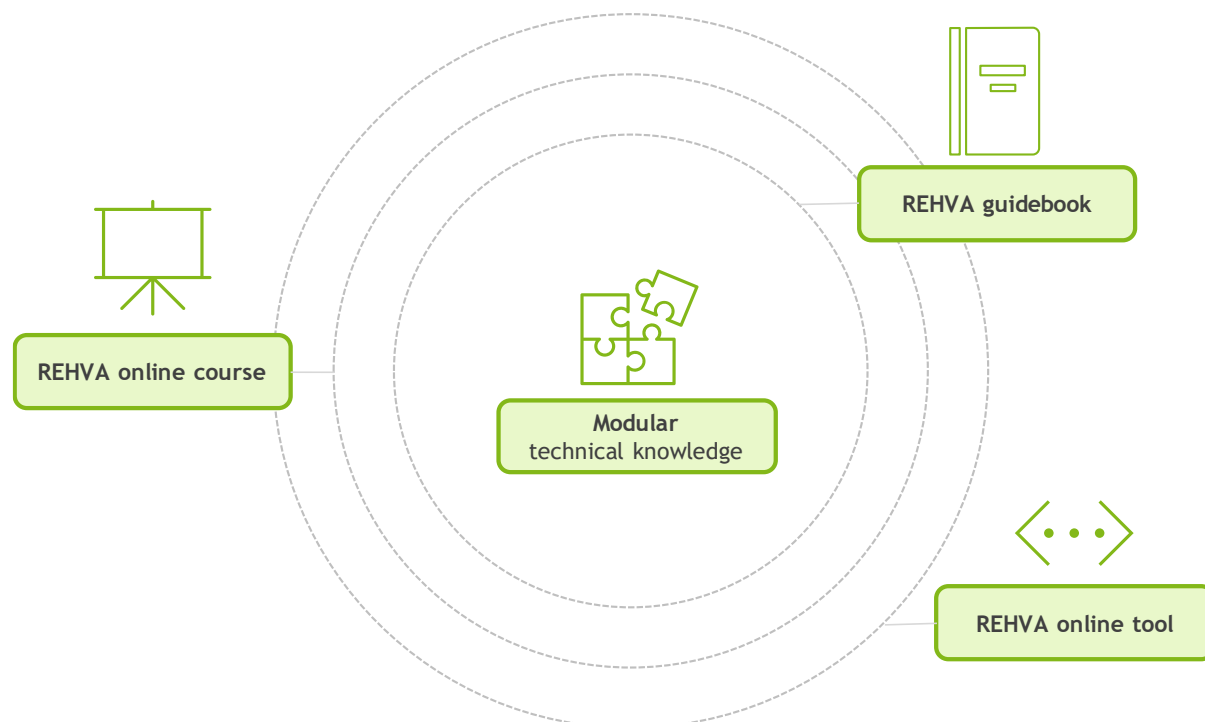 REHVA guidebook
REHVA online course
Modular
technical knowledge
REHVA online tool